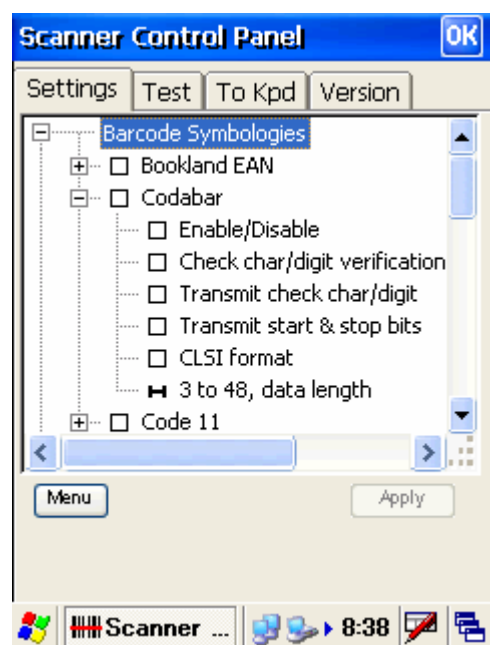 Scanner Control Panel OK
Settings Test To Kpd Version
Barcode Symbologies
Bookland EAN
Codabar
Enable/Disable
Check char/digit verification
Transmit check char/digit
Transmit start & stop bits
CLSI format
3 to 48, data length
Code 11
Menu Apply
Scanner ... 8:38